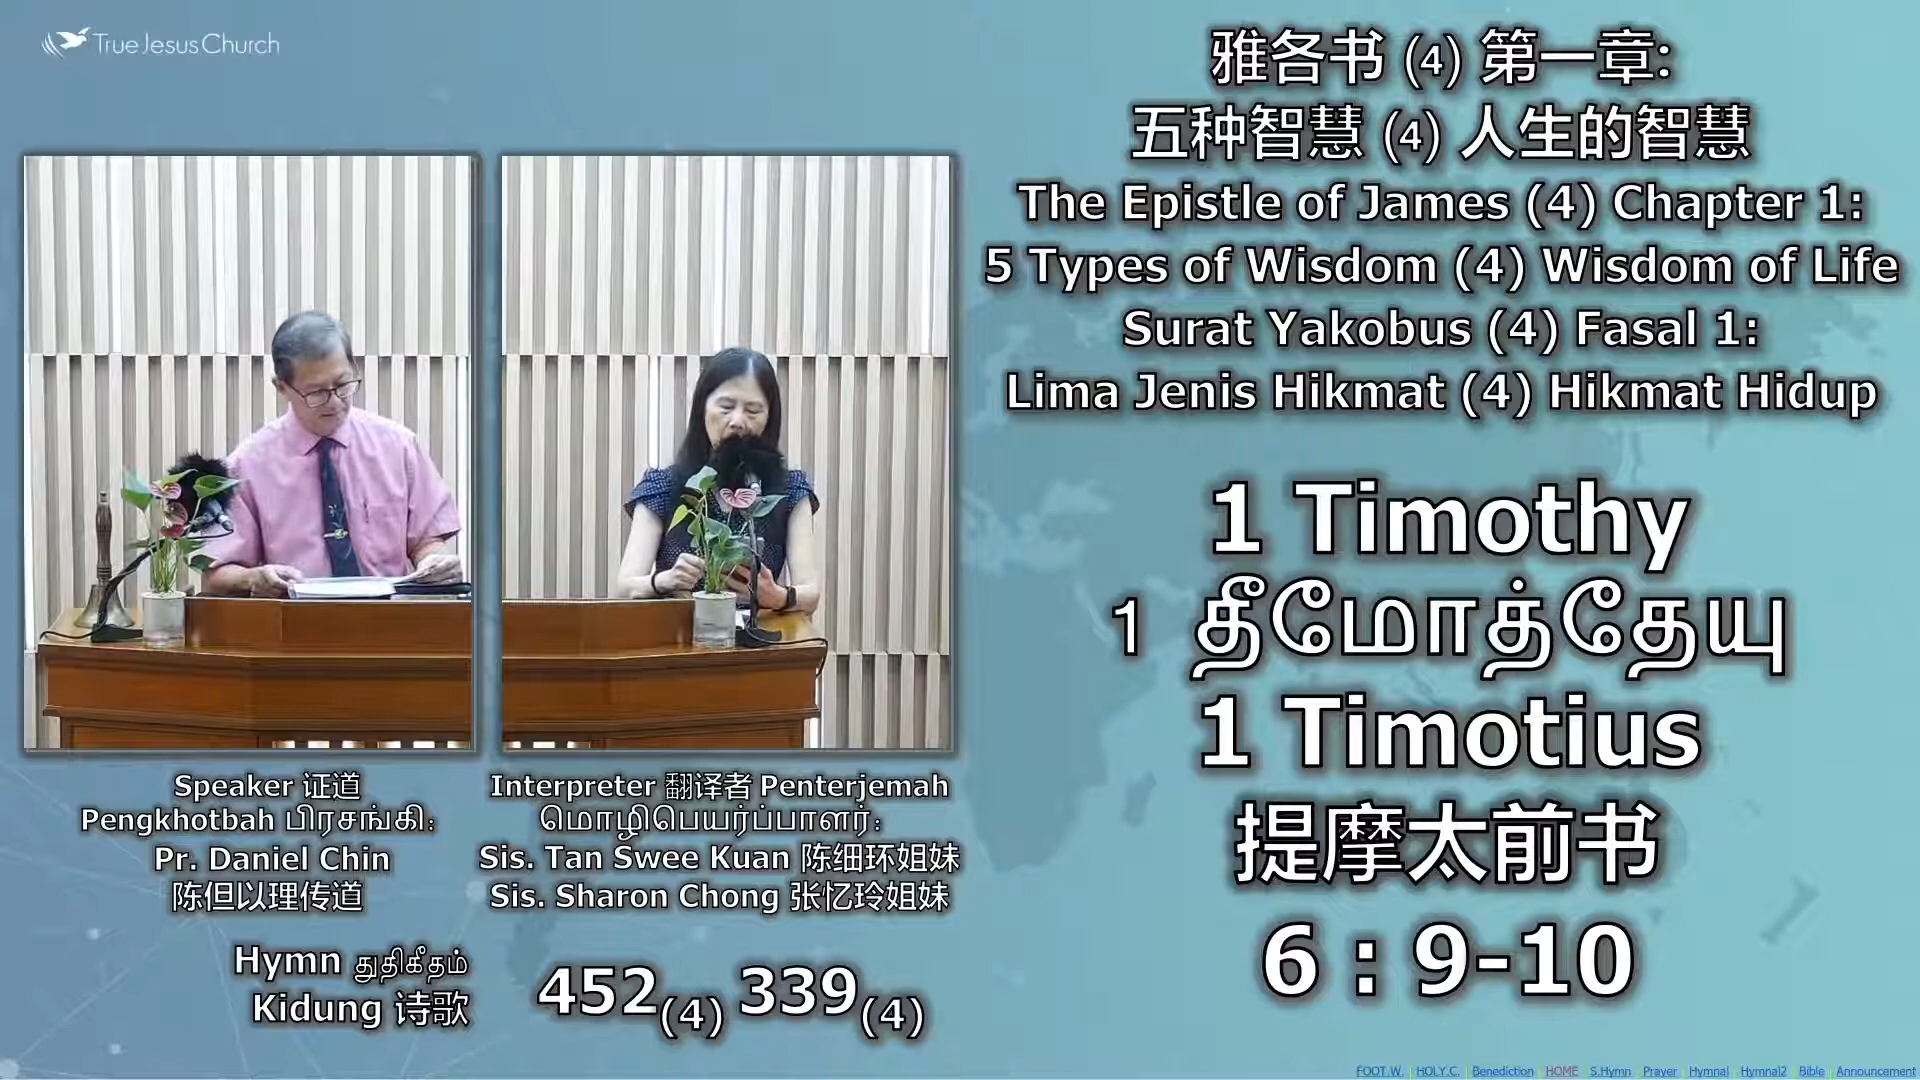 True Jesus Church
雅各书 (4) 第一章:
五种智慧 (4) 人生的智慧
The Epistle of James (4) Chapter 1:
5 Types of Wisdom (4) Wisdom of Life
Surat Yakobus (4) Fasal 1:
Lima Jenis Hikmat (4) Hikmat Hidup
1 Timothy
1 தீமோத்தேயு
1 Timotius
提摩太前书
6 : 9-10
Speaker 证道
Pengkhotbah பிரசங்கி:
Pr. Daniel Chin
陈但以理传道
Interpreter 翻译者 Penterjemah
மொழிபெயர்ப்பாளர்:
Sis. Tan Swee Kuan 陈细环姐妹
Sis. Sharon Chong 张忆玲姐妹
Hymn துதிகீதம்
Kidung 诗歌
452(4) 339(4)
FOOT.W. | HOLY.C. | Benediction | HOME | S.Hymn | Prayer | Hymnal | Hymnal2 | Bible | Announcement